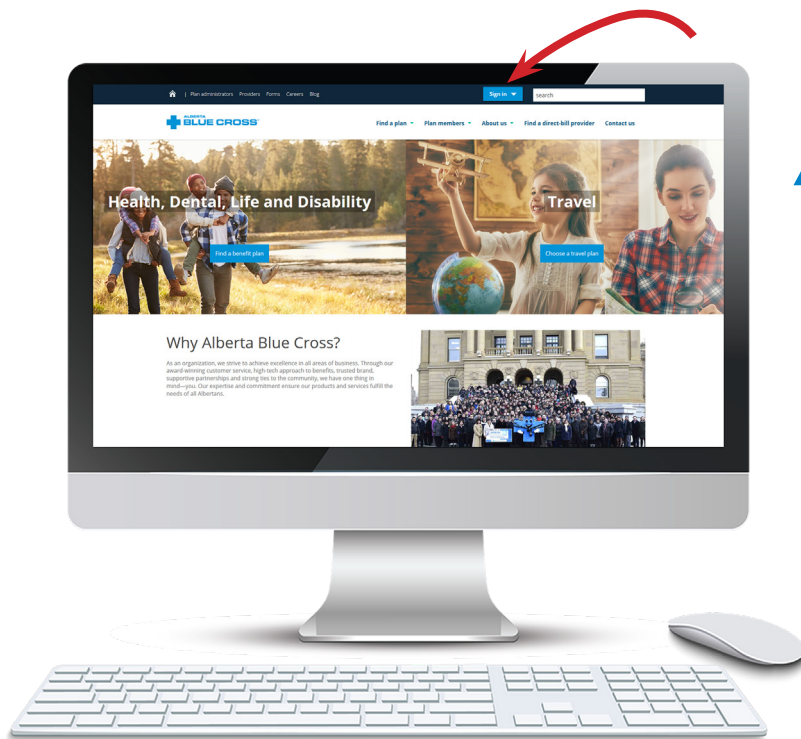 Plan administrators Providers Forms Careers Blog
Sign in
search
ALBERTA
BLUE CROSS
Find a plan Plan members About us Find a direct-bill provider Contact us
Health, Dental, Life and Disability
Travel
Find a benefit plan
Choose a travel plan
Why Alberta Blue Cross?
As an organization, we strive to achieve excellence in all areas of business. Through our
award-winning customer service, high-tech approach to benefits, trusted brand,
supportive partnerships and strong ties to the community, we have one thing in
mind—you. Our expertise and commitment ensure our products and services fulfill the
needs of all Albertans.